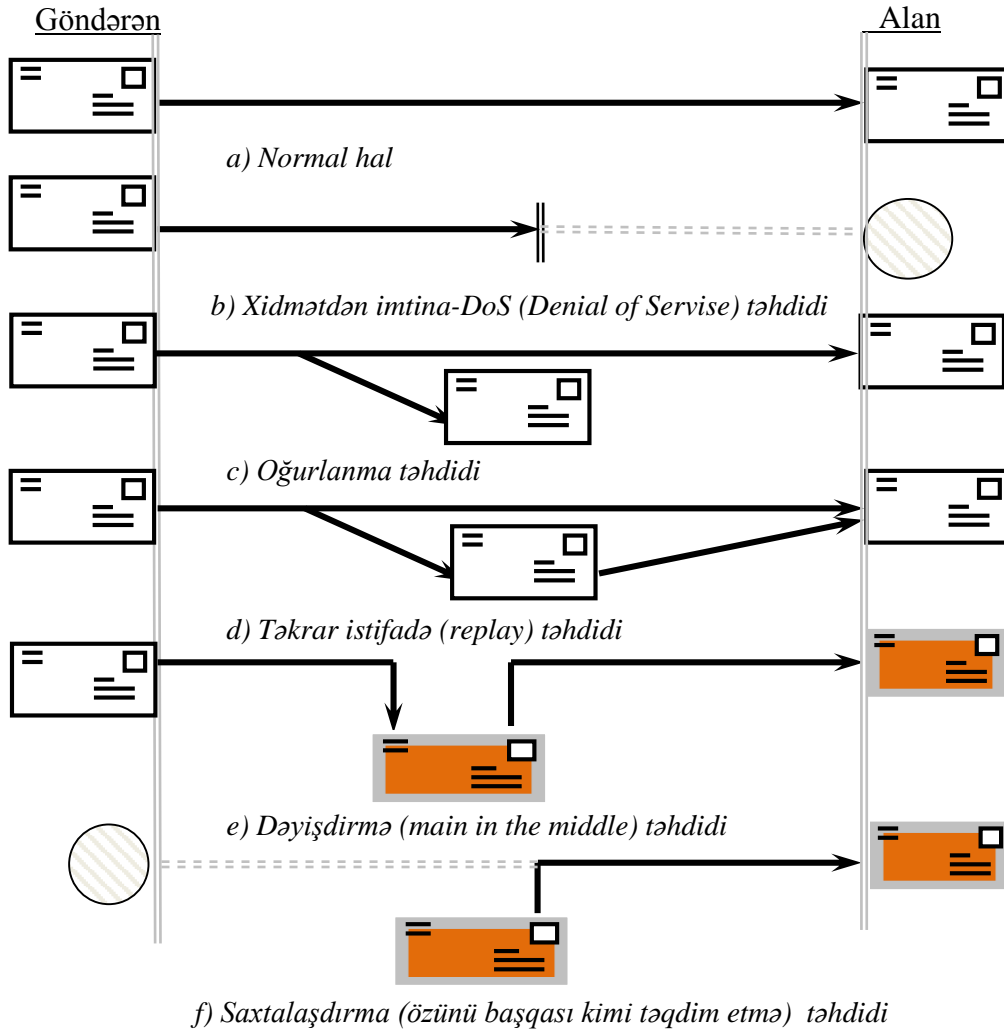 Göndərən
Alan
a) Normal hal
b) Xidmətdən imtina-DoS (Denial of Servise) təhdidi
c) Oğurlanma təhdidi
d) Təkrar istifadə (replay) təhdidi
e) Dəyişdirmə (main in the middle) təhdidi
f) Saxtalaşdırma (özünü başqası kimi təqdim etmə) təhdidi